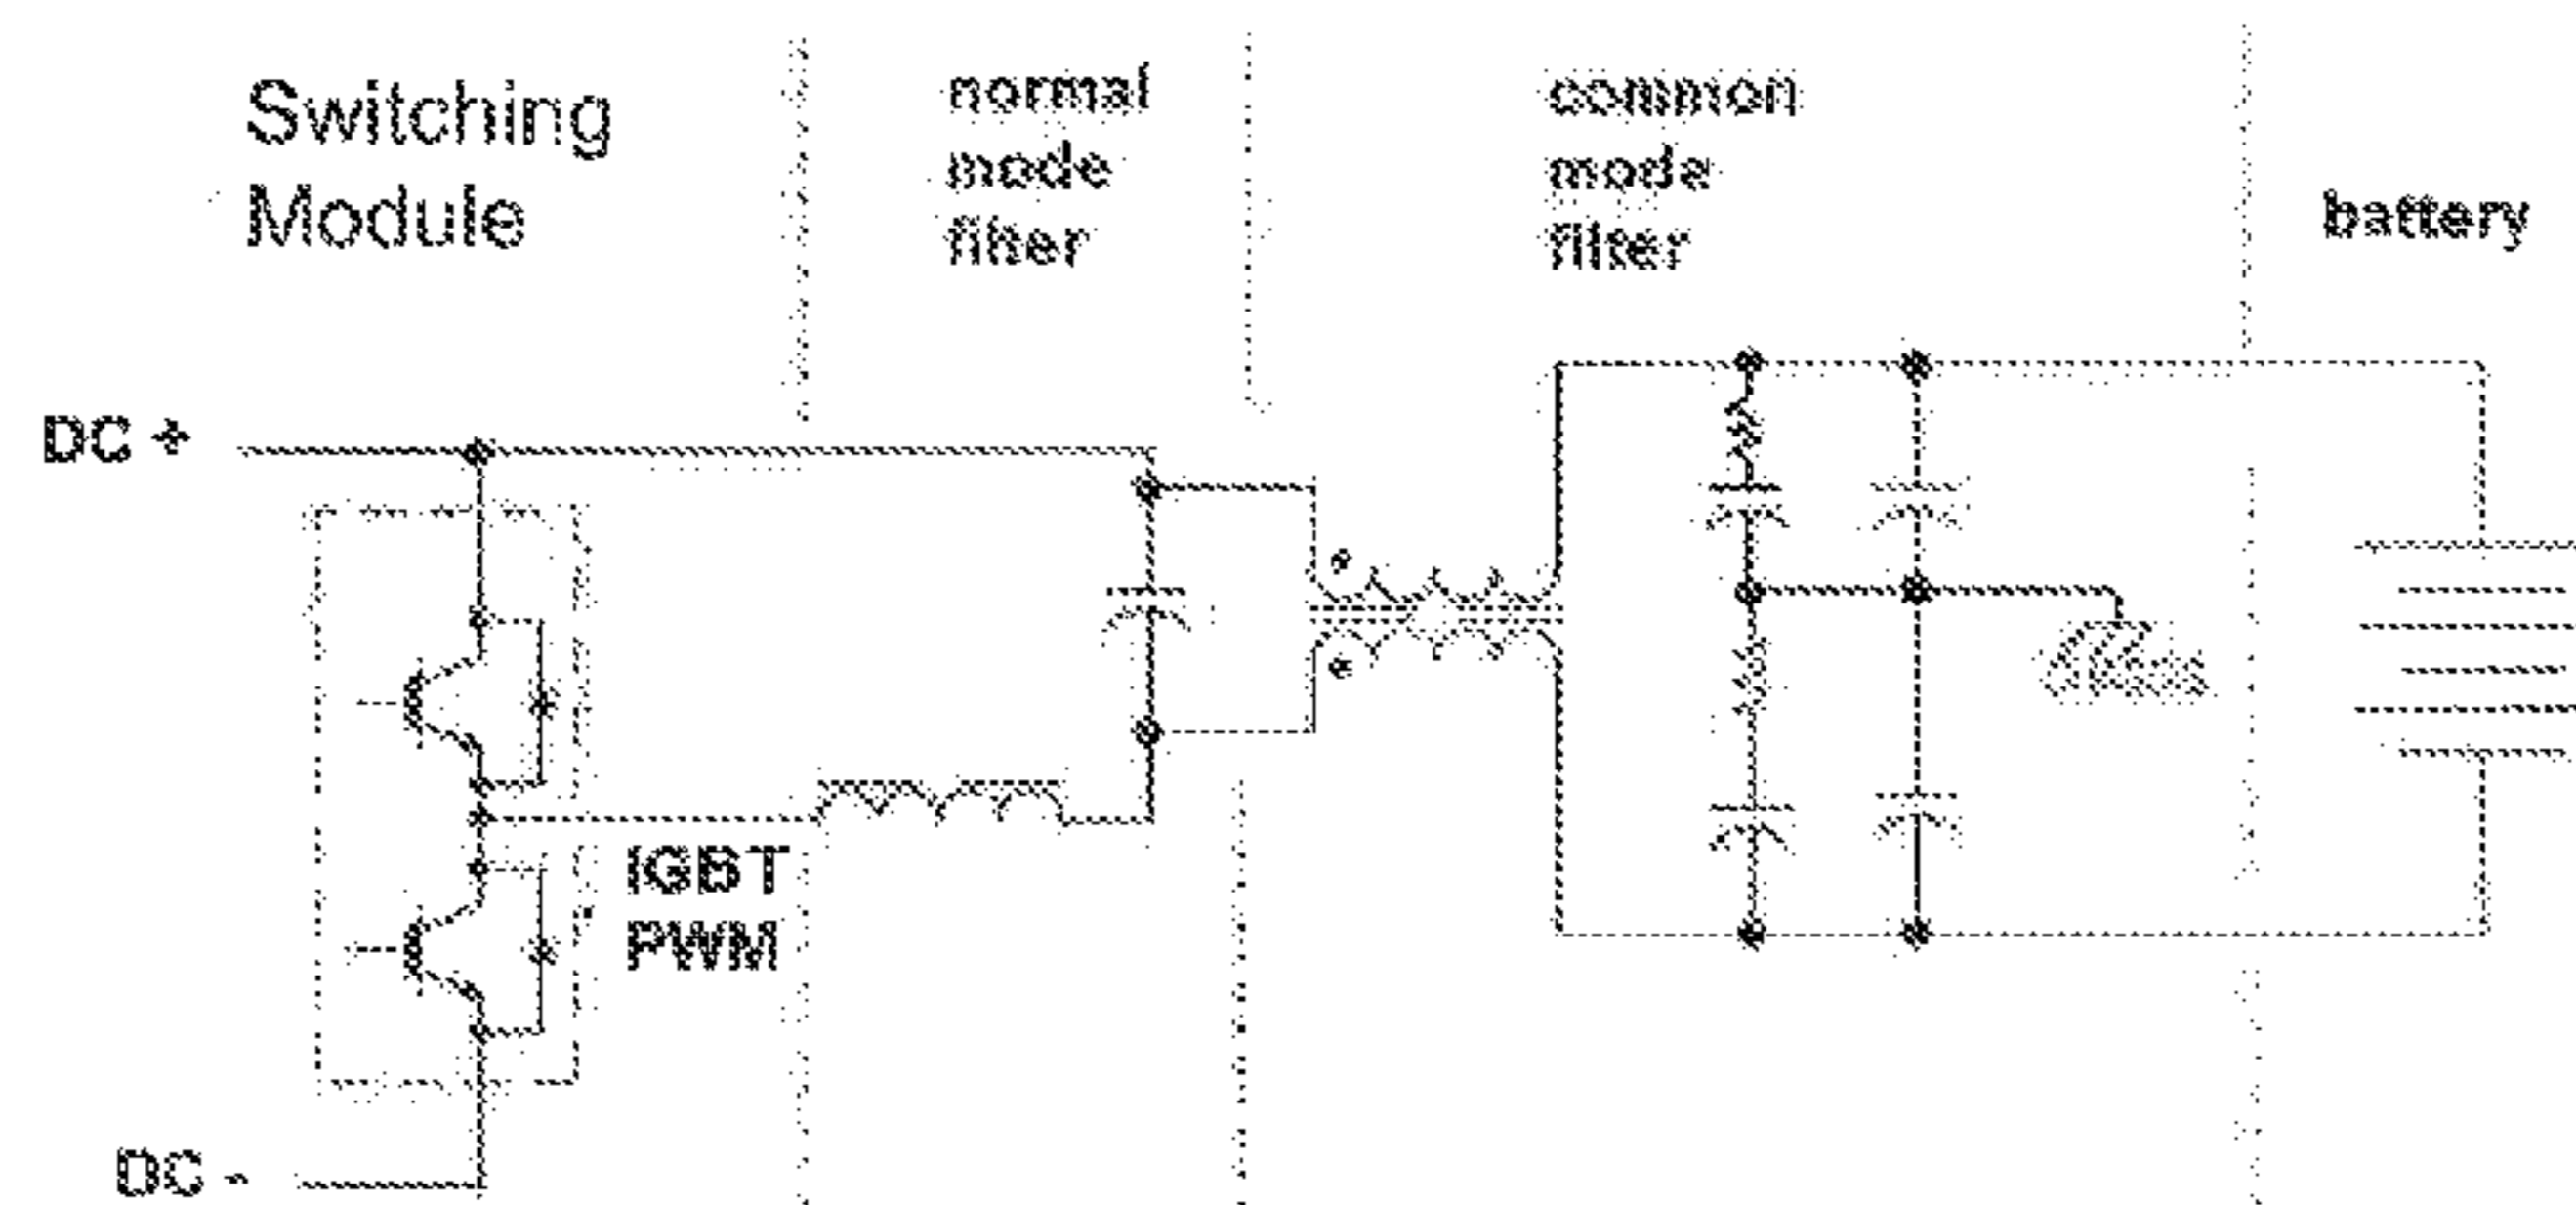 Switching
Module
normal
mode
filter
common
mode
filter
battery
DC +
IGBT
PWM
DC -